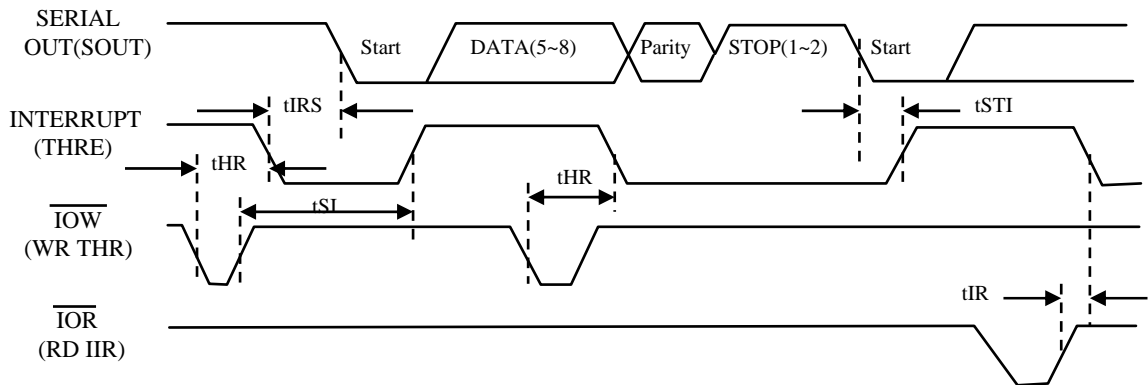 SERIAL
OUT(SOUT)
Start
DATA(5~8)
Parity
STOP(1~2)
Start
tIRS
tSTI
INTERRUPT
(THRE)
tHR
tHR
tSI
IOW
(WR THR)
tIR
IOR
(RD IIR)